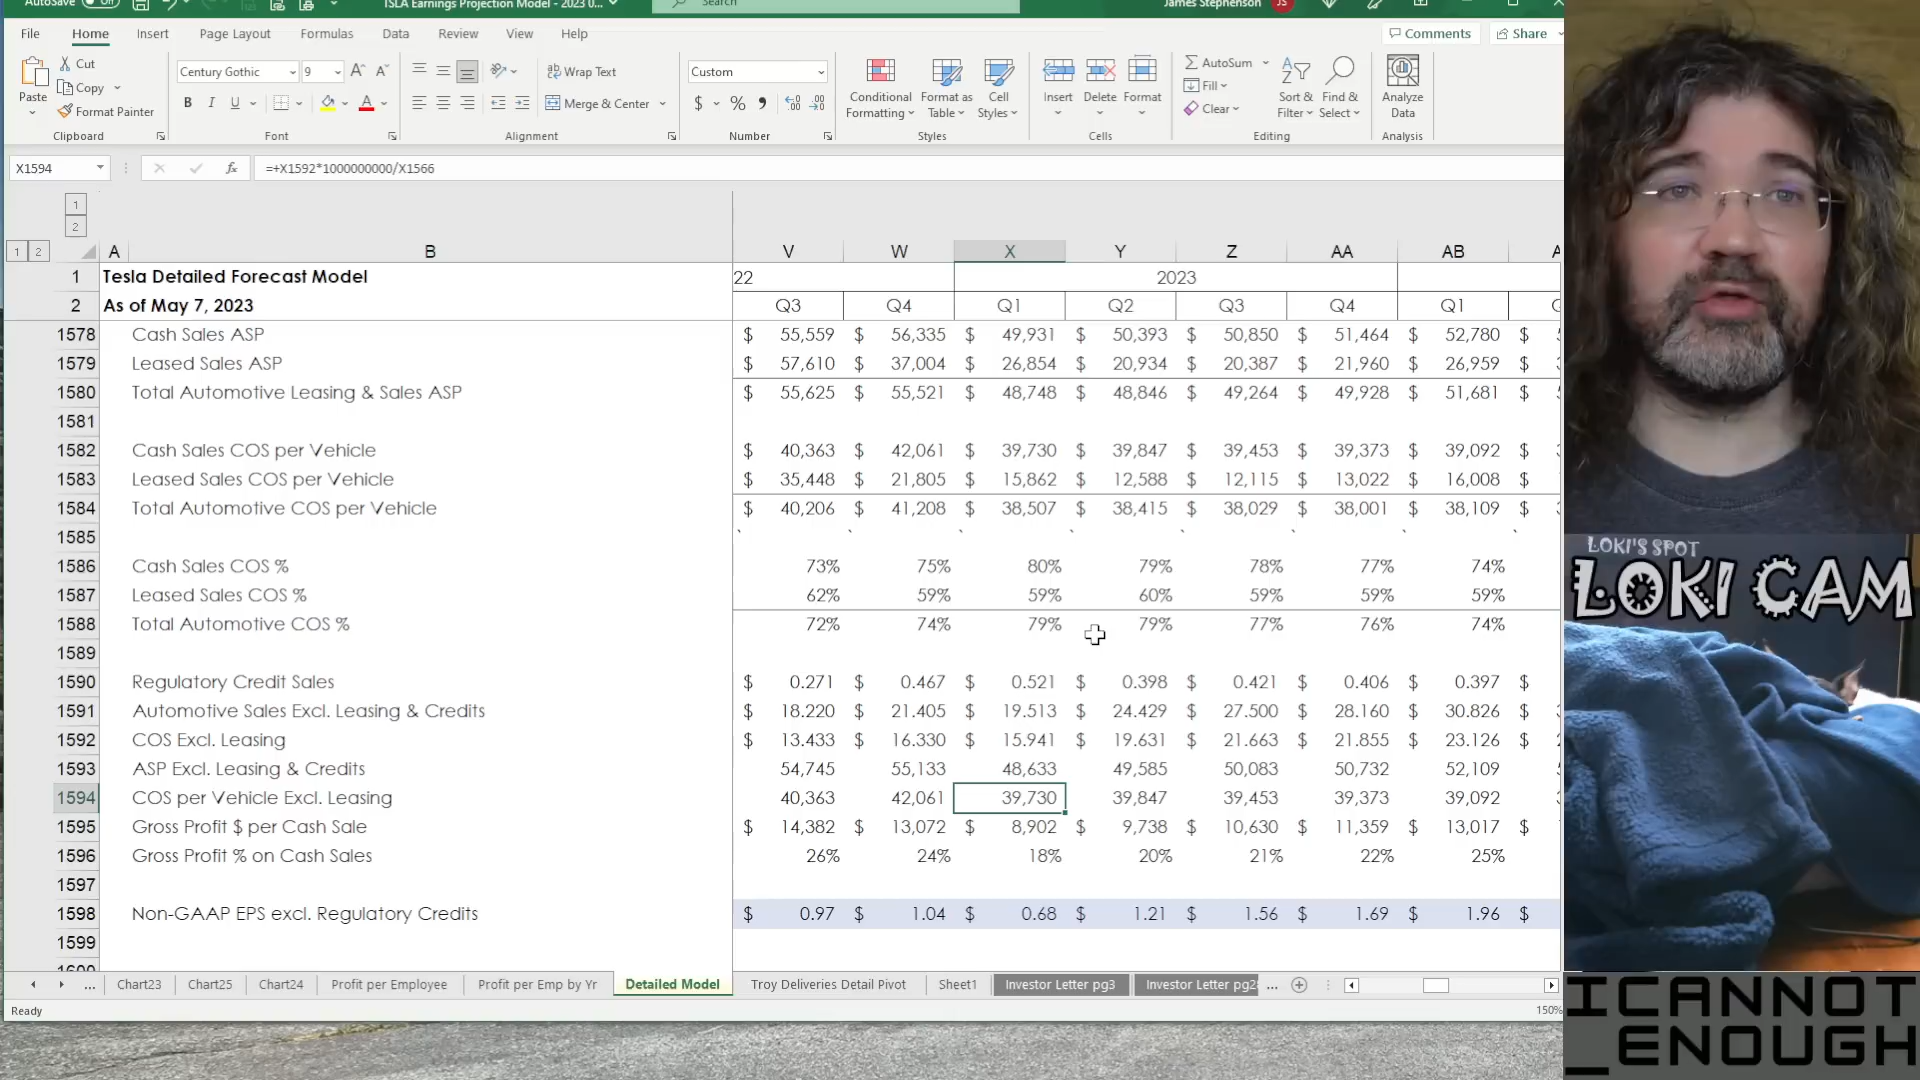 AutoSave Off TSLA Earnings Projection Model - 2023 0... Search James Stephenson JS
File Home Insert Page Layout Formulas Data Review View Help Comments Share
Paste Cut Copy Format Painter
Century Gothic 9 A A B I U A
ab Wrap Text Merge & Center
Custom $ % ,
Conditional Formatting Format as Table Cell Styles
Insert Delete Format
AutoSum Fill Clear Sort & Filter Find & Select
Analyze Data
Clipboard Font Alignment Number Styles Cells Editing Analysis
X1594 fx =+X1592*1000000000/X1566
1
2
1 2 A B V W X Y Z AA AB
1 Tesla Detailed Forecast Model 22 2023
2 As of May 7, 2023 Q3 Q4 Q1 Q2 Q3 Q4 Q1
1578 Cash Sales ASP $ 55,559 $ 56,335 $ 49,931 $ 50,393 $ 50,850 $ 51,464 $ 52,780 $
1579 Leased Sales ASP $ 57,610 $ 37,004 $ 26,854 $ 20,934 $ 20,387 $ 21,960 $ 26,959 $
1580 Total Automotive Leasing & Sales ASP $ 55,625 $ 55,521 $ 48,748 $ 48,846 $ 49,264 $ 49,928 $ 51,681 $
1581
1582 Cash Sales COS per Vehicle $ 40,363 $ 42,061 $ 39,730 $ 39,847 $ 39,453 $ 39,373 $ 39,092 $
1583 Leased Sales COS per Vehicle $ 35,448 $ 21,805 $ 15,862 $ 12,588 $ 12,115 $ 13,022 $ 16,008 $
1584 Total Automotive COS per Vehicle $ 40,206 $ 41,208 $ 38,507 $ 38,415 $ 38,029 $ 38,001 $ 38,109 $
1585 ` ` ` ` ` ` ` `
1586 Cash Sales COS % 73% 75% 80% 79% 78% 77% 74%
1587 Leased Sales COS % 62% 59% 59% 60% 59% 59% 59%
1588 Total Automotive COS % 72% 74% 79% 79% 77% 76% 74%
1589
1590 Regulatory Credit Sales $ 0.271 $ 0.467 $ 0.521 $ 0.398 $ 0.421 $ 0.406 $ 0.397 $
1591 Automotive Sales Excl. Leasing & Credits $ 18.220 $ 21.405 $ 19.513 $ 24.429 $ 27.500 $ 28.160 $ 30.826 $
1592 COS Excl. Leasing $ 13.433 $ 16.330 $ 15.941 $ 19.631 $ 21.663 $ 21.855 $ 23.126 $
1593 ASP Excl. Leasing & Credits 54,745 55,133 48,633 49,585 50,083 50,732 52,109
1594 COS per Vehicle Excl. Leasing 40,363 42,061 39,730 39,847 39,453 39,373 39,092
1595 Gross Profit $ per Cash Sale $ 14,382 $ 13,072 $ 8,902 $ 9,738 $ 10,630 $ 11,359 $ 13,017 $
1596 Gross Profit % on Cash Sales 26% 24% 18% 20% 21% 22% 25%
1597
1598 Non-GAAP EPS excl. Regulatory Credits $ 0.97 $ 1.04 $ 0.68 $ 1.21 $ 1.56 $ 1.69 $ 1.96 $
1599
... Chart23 Chart25 Chart24 Profit per Employee Profit per Emp by Yr Detailed Model Troy Deliveries Detail Pivot Sheet1 Investor Letter pg3 Investor Letter pg2 ...
Ready 150%
LOKI'S SPOT
LOKI CAM
ICANNOT
_ENOUGH